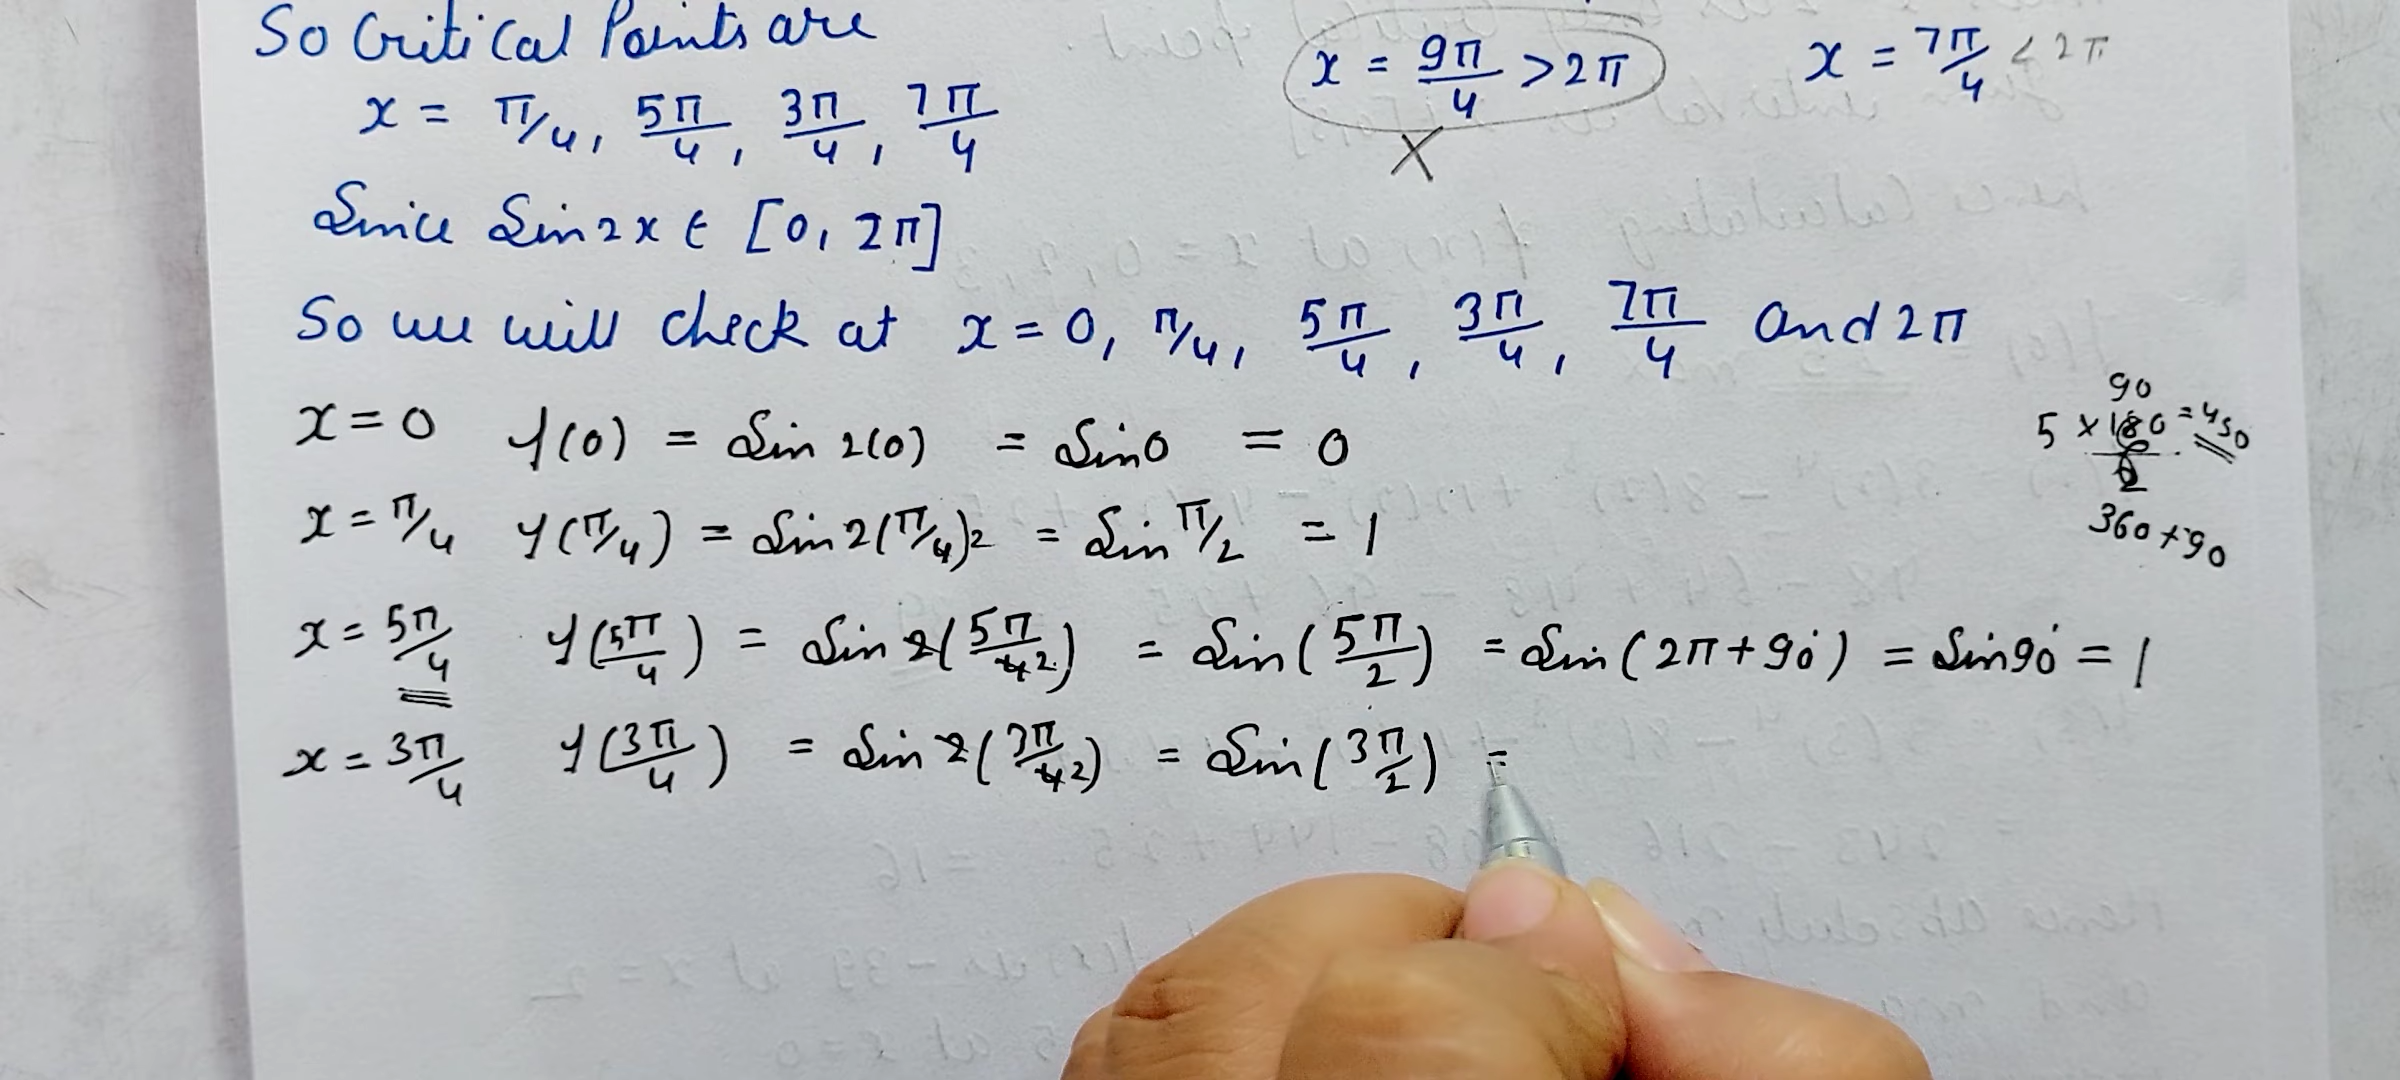 So Critical Points are
x = π/4, 5π/4, 3π/4, 7π/4
x = 9π/4 > 2π
X
x = 7π/4 < 2π
Since Sin 2x ∈ [0, 2π]
So we will check at x = 0, π/4, 5π/4, 3π/4, 7π/4 and 2π
x = 0 y(0) = Sin 2(0) = Sin0 = 0
x = π/4 y(π/4) = Sin 2(π/4)2 = Sin π/2 = 1
x = 5π/4 y(5π/4) = Sin 2(5π/4 2) = Sin(5π/2) = Sin(2π + 90°) = Sin90° = 1
x = 3π/4 y(3π/4) = Sin 2(3π/4 2) = Sin(3π/2) =
90
5 × 180 = 450
2
360 + 90